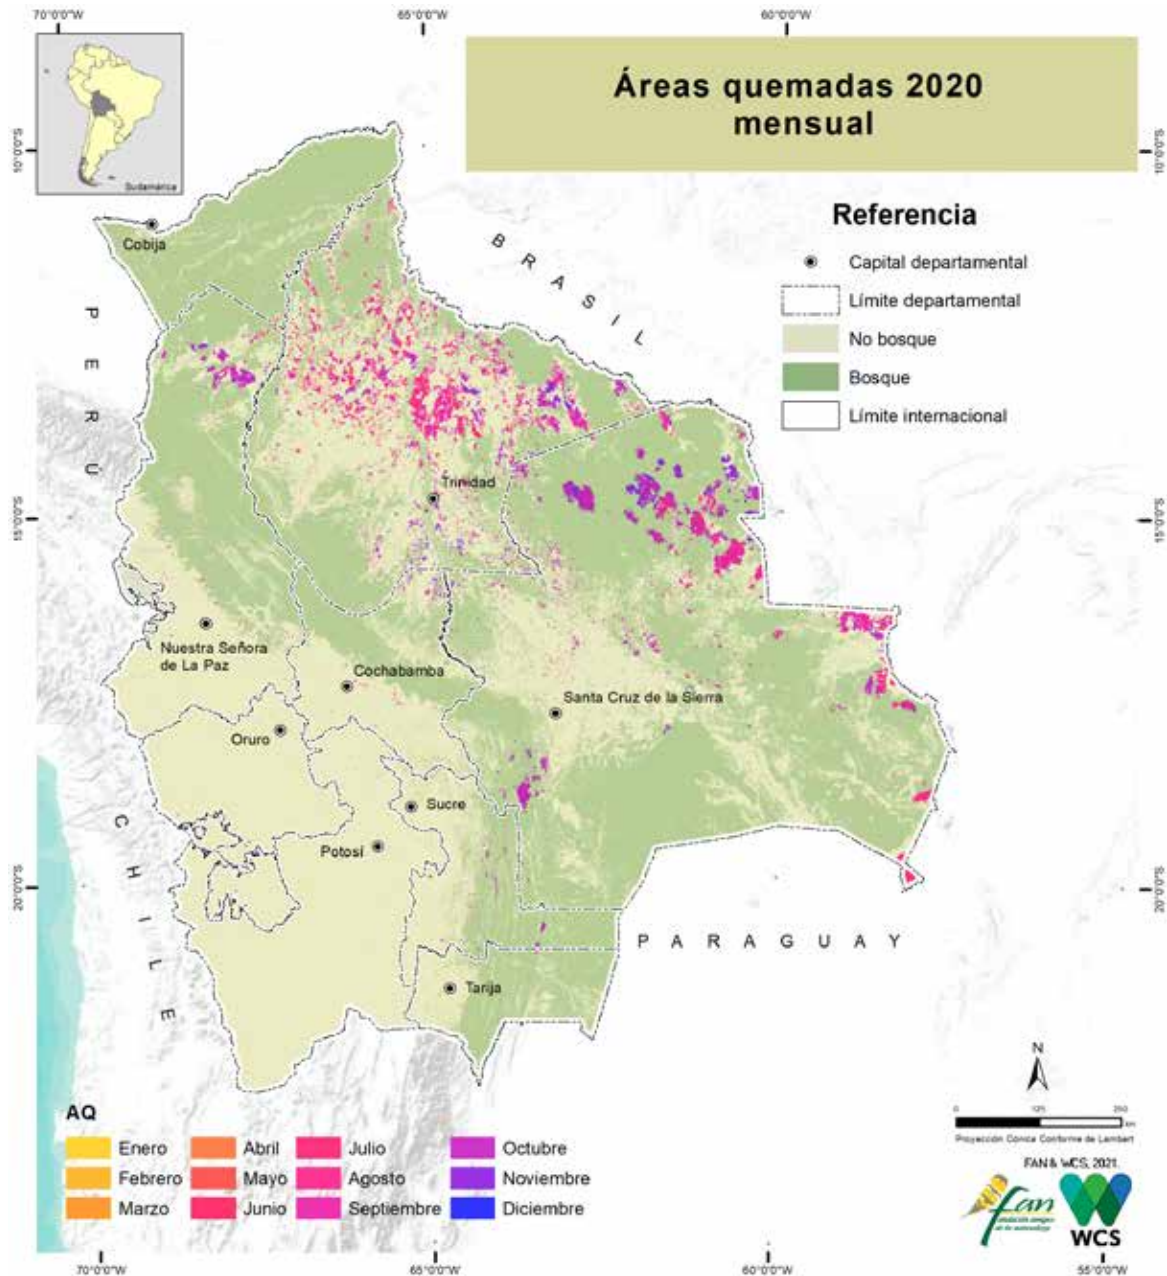 70°0'0"W
65°0'0"W
60°0'0"W
Áreas quemadas 2020
mensual
10°0'0"S
10°0'0"S
Sudamérica
Referencia
Capital departamental
Límite departamental
No bosque
Bosque
Límite internacional
BRASIL
PERÚ
Cobija
Trinidad
15°0'0"S
15°0'0"S
Nuestra Señora
de La Paz
Cochabamba
Santa Cruz de la Sierra
Oruro
Sucre
Potosí
CHILE
20°0'0"S
20°0'0"S
PARAGUAY
Tarija
N
AQ
Enero
Febrero
Marzo
Abril
Mayo
Junio
Julio
Agosto
Septiembre
Octubre
Noviembre
Diciembre
0 125 250
km
Proyección Cónica Conforme de Lambert
FAN & WCS, 2021.
fan
WCS
70°0'0"W
65°0'0"W
60°0'0"W
55°0'0"W